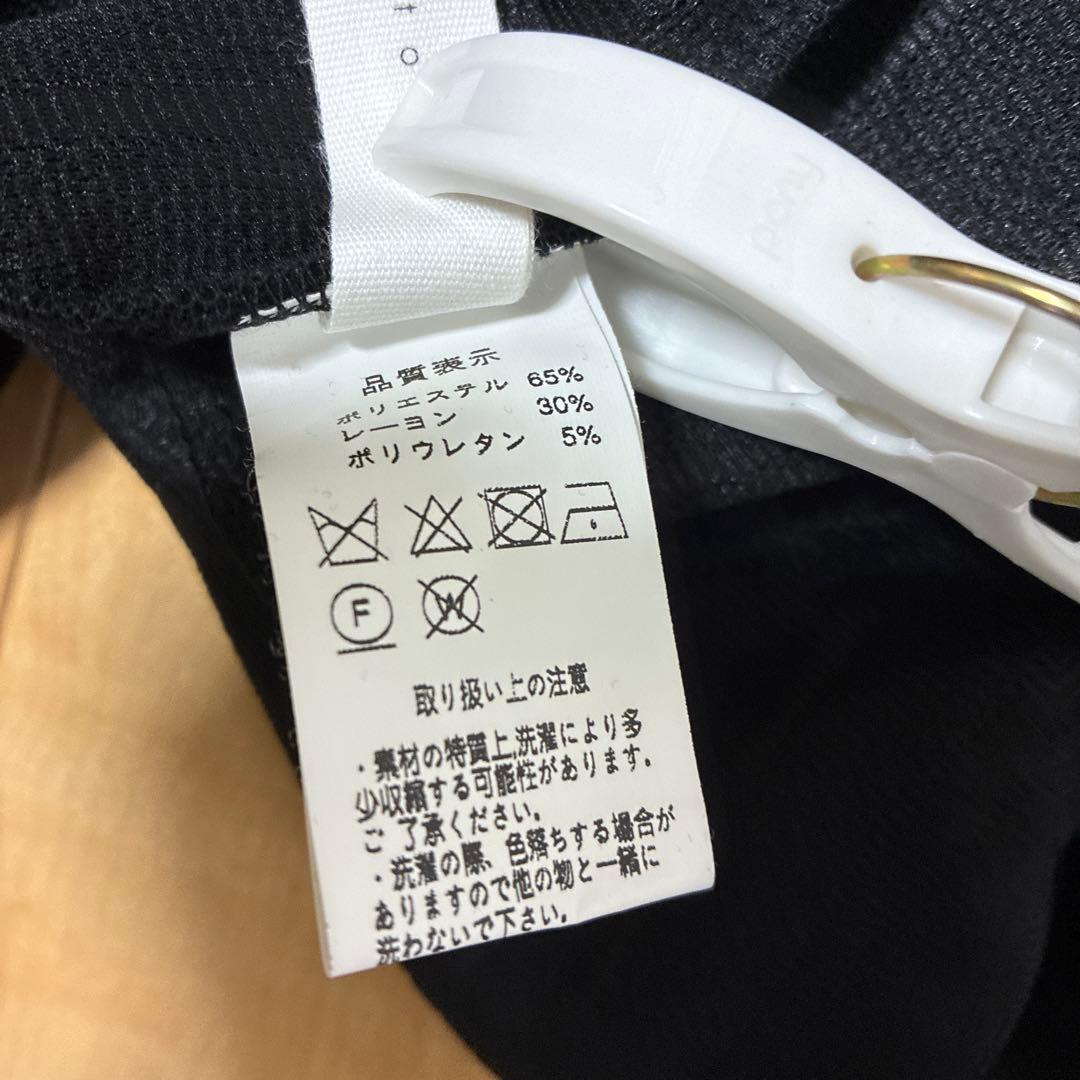 t o
pony
品質表示
ポリエステル 65%
レーヨン 30%
ポリウレタン 5%
F
W
取り扱い上の注意
・素材の特質上、洗濯により多
少収縮する可能性があります。
ご了承ください。
・洗濯の際、色落ちする場合が
ありますので他の物と一緒に
洗わないで下さい。